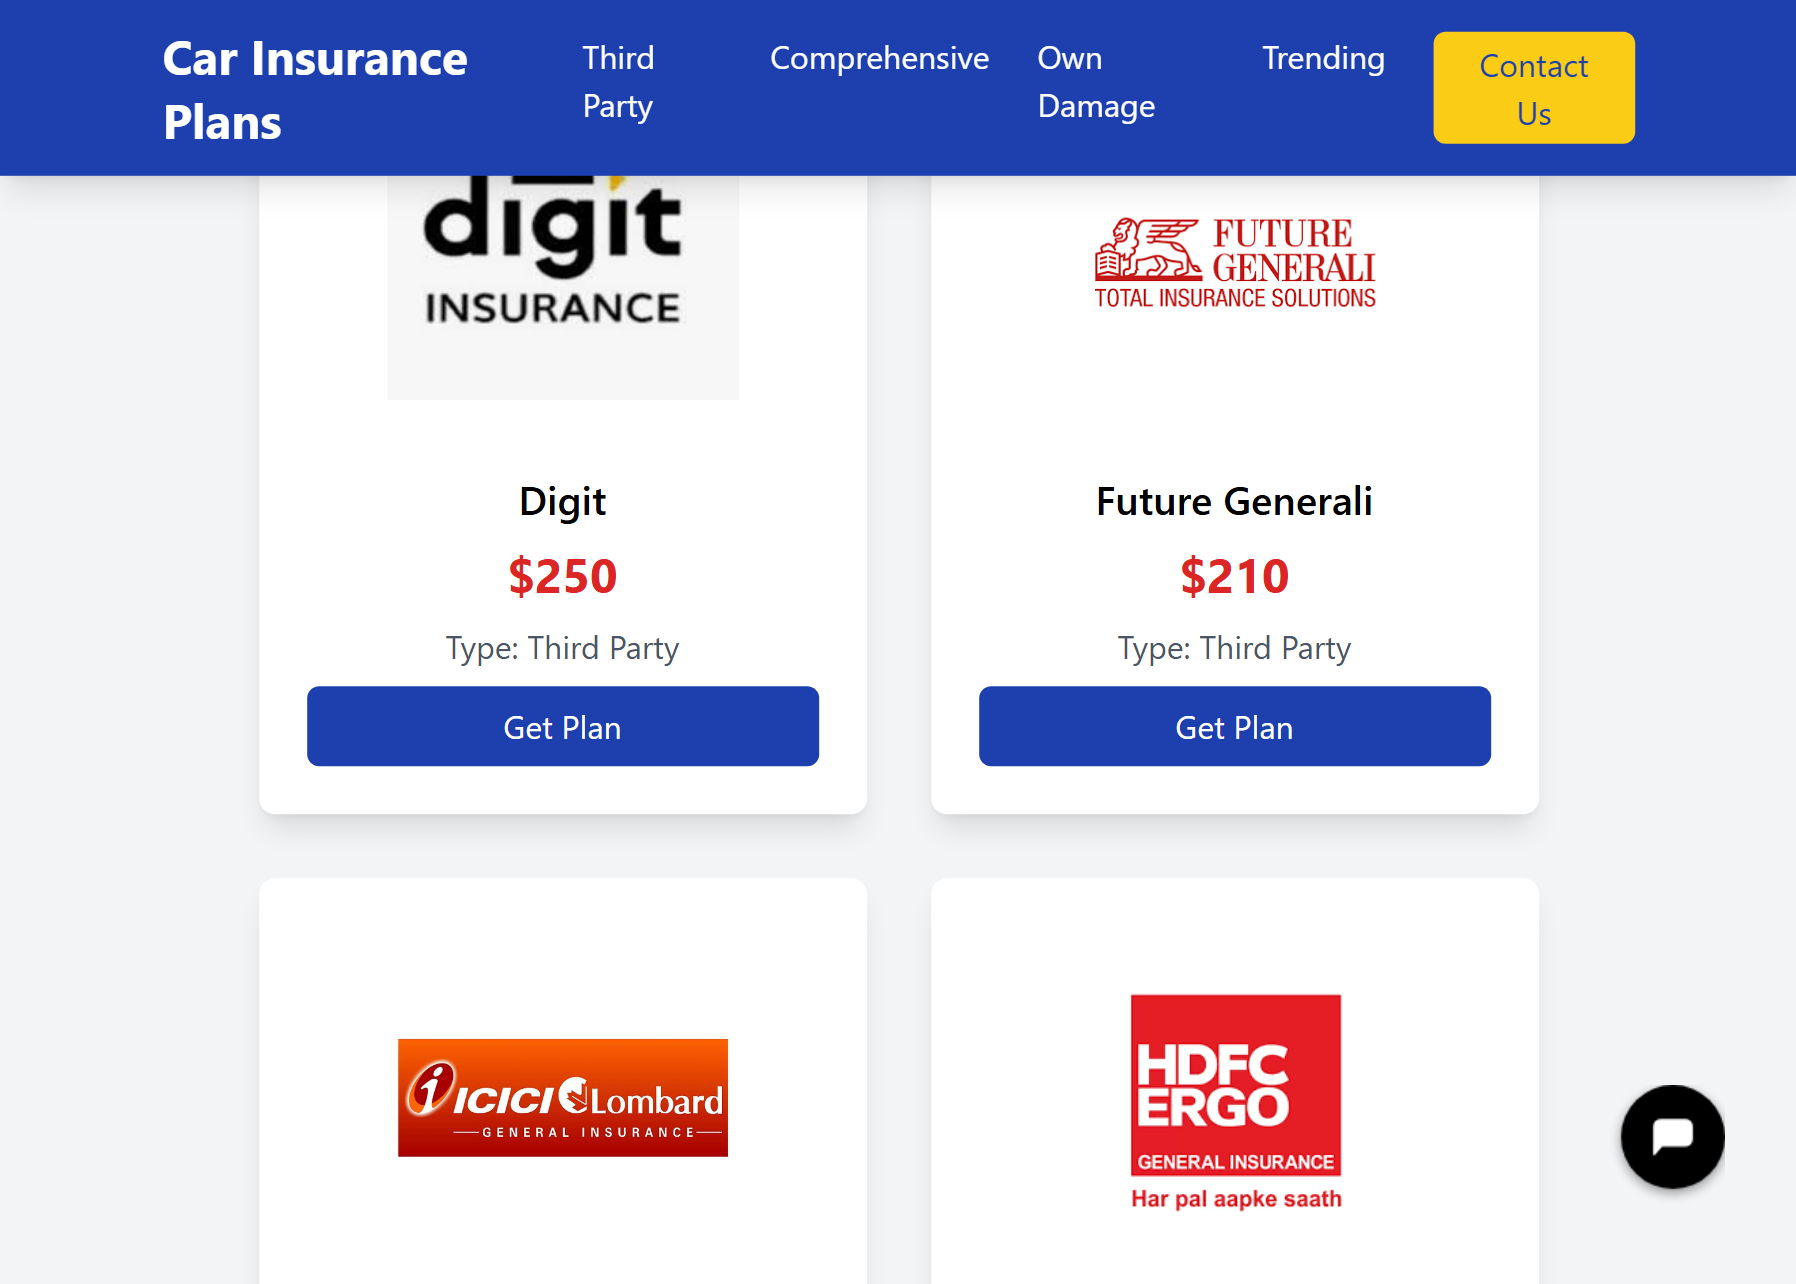 Car Insurance
Plans
Third
Party
Comprehensive
Own
Damage
Trending
Contact
Us
digit
INSURANCE
FUTURE
GENERALI
TOTAL INSURANCE SOLUTIONS
Digit
$250
Type: Third Party
Get Plan
Future Generali
$210
Type: Third Party
Get Plan
i ICICI Lombard
GENERAL INSURANCE
HDFC
ERGO
GENERAL INSURANCE
Har pal aapke saath